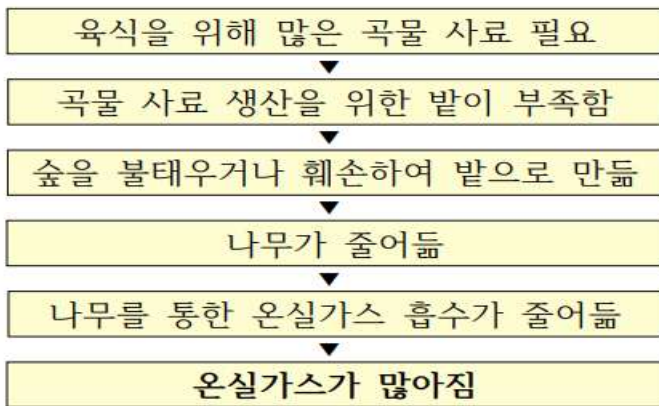 육식을 위해 많은 곡물 사료 필요
▼
곡물 사료 생산을 위한 밭이 부족함
▼
숲을 불태우거나 훼손하여 밭으로 만듦
▼
나무가 줄어듦
▼
나무를 통한 온실가스 흡수가 줄어듦
▼
온실가스가 많아짐